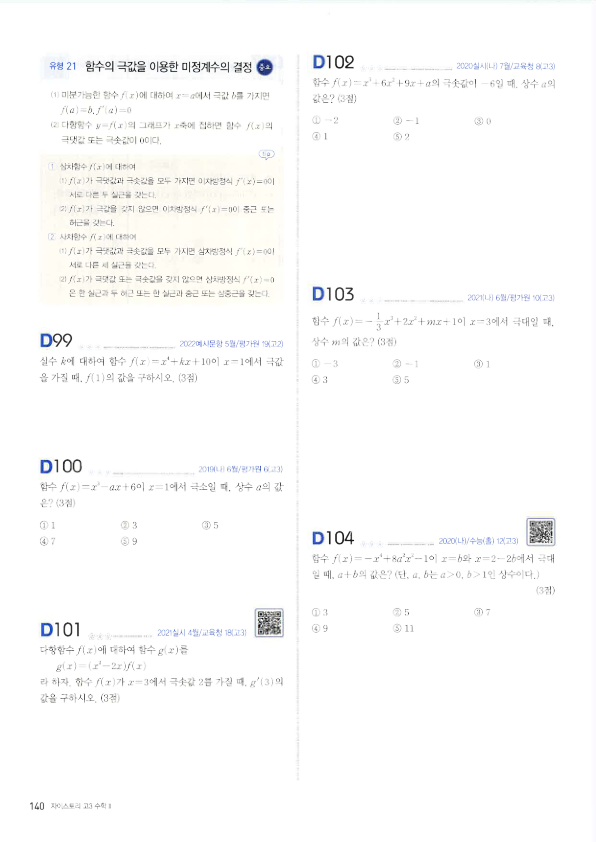 유형 21 함수의 극값을 이용한 미정계수의 결정 중요
(1) 미분가능한 함수 f(x)에 대하여 x=a에서 극값 b를 가지면
f(a)=b, f'(a)=0
(2) 다항함수 y=f(x)의 그래프가 x축에 접하면 함수 f(x)의
극댓값 또는 극솟값이 0이다.
1. 삼차함수 f(x)에 대하여
(1) f(x)가 극댓값과 극솟값을 모두 가지면 이차방정식 f'(x)=0이
서로 다른 두 실근을 갖는다.
(2) f(x)가 극값을 갖지 않으면 이차방정식 f'(x)=0이 중근 또는
허근을 갖는다.
2. 사차함수 f(x)에 대하여
(1) f(x)가 극댓값과 극솟값을 모두 가지면 삼차방정식 f'(x)=0이
서로 다른 세 실근을 갖는다.
(2) f(x)가 극댓값 또는 극솟값을 갖지 않으면 삼차방정식 f'(x)=0
은 한 실근과 두 허근 또는 한 실근과 중근 또는 삼중근을 갖는다.
D99
2022예시문항 5월/평가원 19(고2)
실수 k에 대하여 함수 f(x)=x⁴+kx+10이 x=1에서 극값
을 가질 때, f(1)의 값을 구하시오. (3점)
D100
2019(나) 6월/평가원 6(고3)
함수 f(x)=x³-ax+6이 x=1에서 극소일 때, 상수 a의 값
은? (3점)
① 1 ② 3 ③ 5
④ 7 ⑤ 9
D101
2021실시 4월/교육청 18(고3)
다항함수 f(x)에 대하여 함수 g(x)를
g(x)=(x³-2x)f(x)
라 하자. 함수 f(x)가 x=3에서 극솟값 2를 가질 때, g'(3)의
값을 구하시오. (3점)
140 자이스토리 고3 수학Ⅱ
D102
2020실시(나) 7월/교육청 8(고3)
함수 f(x)=x³+6x²+9x+a의 극솟값이 -6일 때, 상수 a의
값은? (3점)
① -2 ② -1 ③ 0
④ 1 ⑤ 2
D103
2021(나) 6월/평가원 10(고3)
함수 f(x)=-1/3x³+2x²+mx+1이 x=3에서 극대일 때,
상수 m의 값은? (3점)
① -3 ② -1 ③ 1
④ 3 ⑤ 5
D104
2020(나)/수능(홀) 12(고3)
함수 f(x)=-x⁴+8a²x²-1이 x=b와 x=2-2b에서 극대
일 때, a+b의 값은? (단, a, b는 a>0, b>1인 상수이다.)
(3점)
① 3 ② 5 ③ 7
④ 9 ⑤ 11